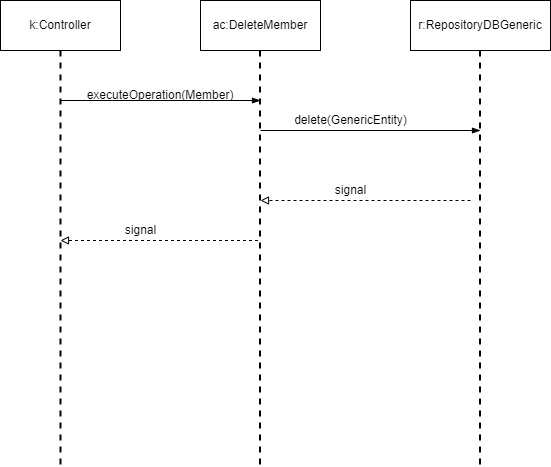 k:Controller
ac:DeleteMember
r:RepositoryDBGeneric
executeOperation(Member)
delete(GenericEntity)
signal
signal